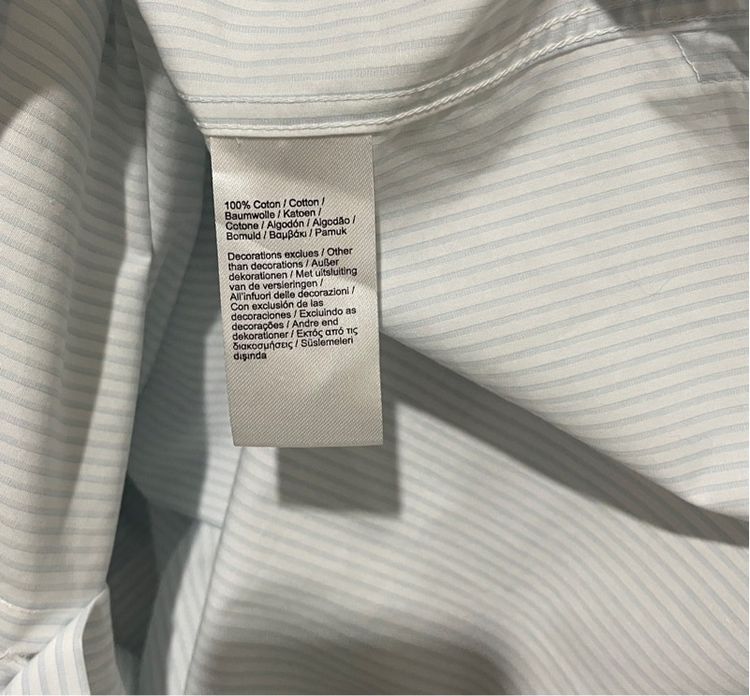 100% Coton / Cotton /
Baumwolle / Katoen /
Cotone / Algodón / Algodão /
Bomuld / Βαμβάκι / Pamuk
Decorations exclues / Other
than decorations / Außer
dekorationen / Met uitsluiting
van de versieringen /
All'infuori delle decorazioni /
Con exclusión de las
decoraciones / Excluindo as
decorações / Andre end
dekorationer / Εκτός από τις
διακοσμήσεις / Süslemeleri
dışında